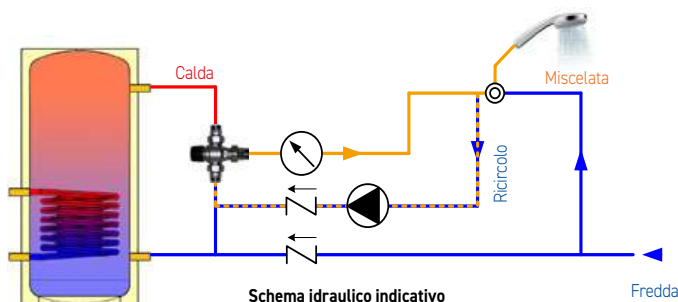 Calda
Miscelata
Ricircolo
Schema idraulico indicativo
Fredda